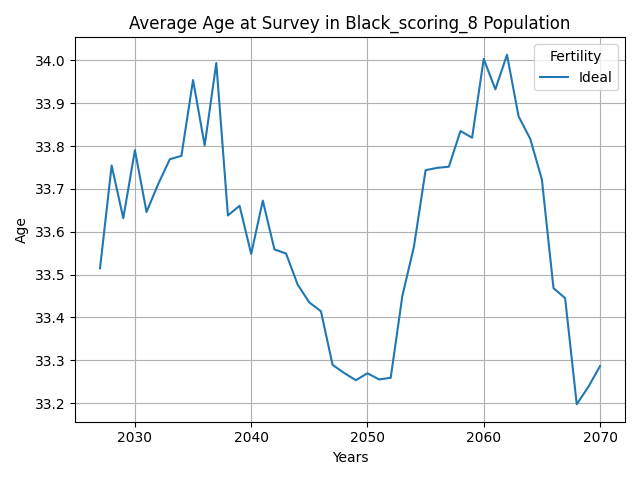 Average Age at Survey in Black_scoring_8 Population
Fertility
Ideal
34.0
33.9
33.8
33.7
33.6
33.5
33.4
33.3
33.2
Age
2030 2040 2050 2060 2070
Years